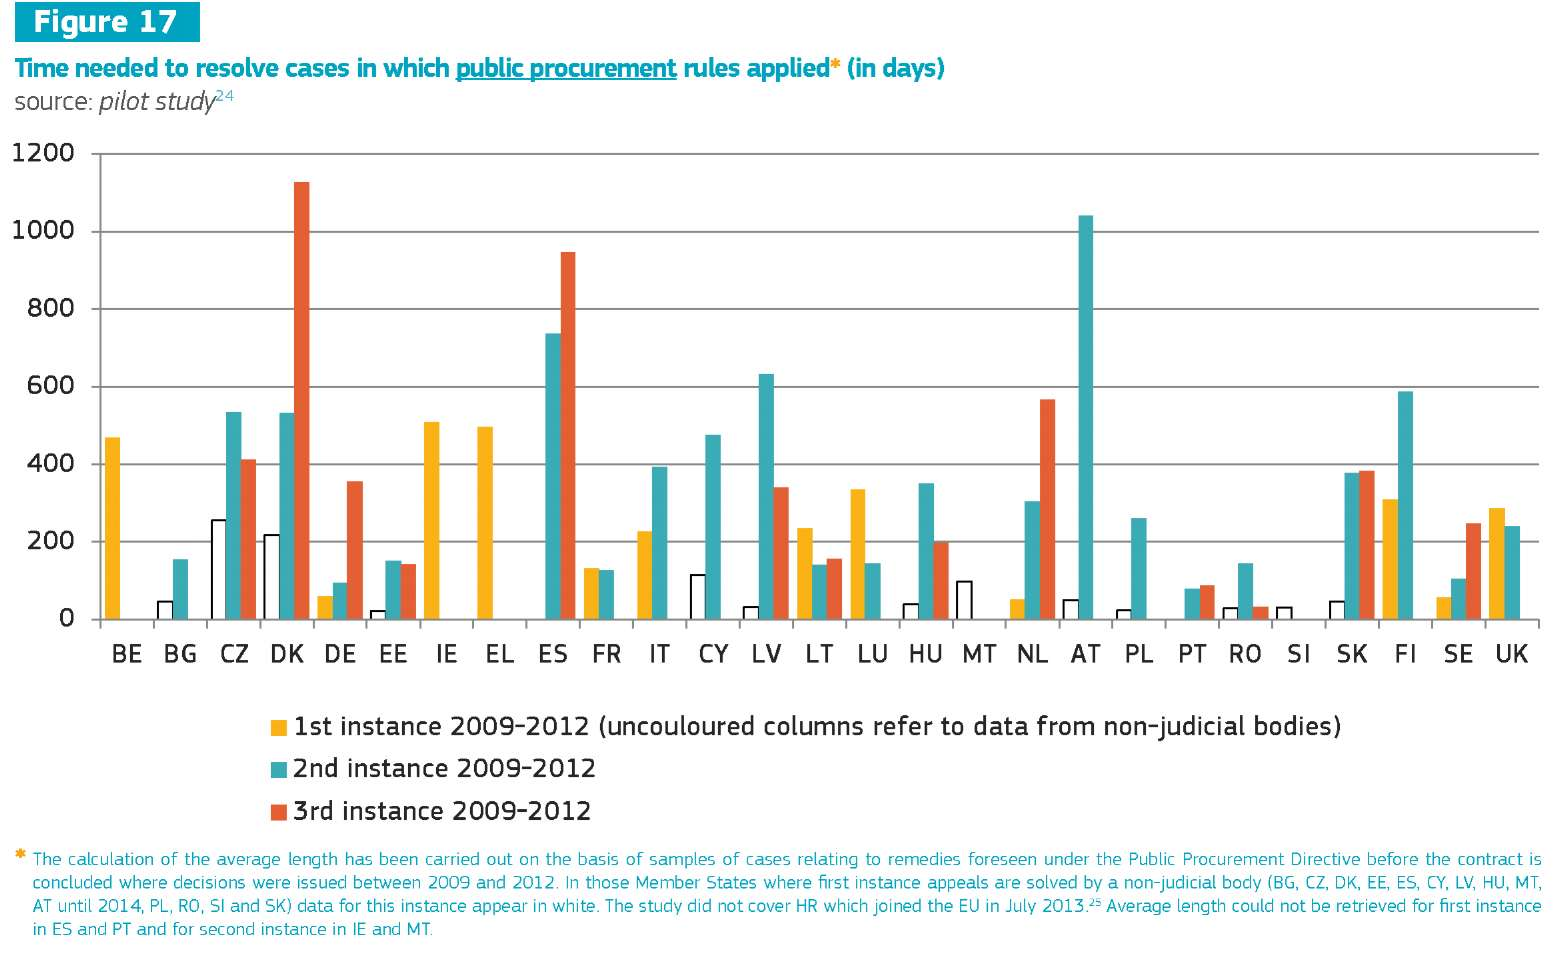 Figure 17
Time needed to resolve cases in which public procurement rules applied* (in days)
source: pilot study24
1200
1000
800
600
400
200
0
BE BG CZ DK DE EE IE EL ES FR IT CY LV LT LU HU MT NL AT PL PT RO SI SK FI SE UK
1st instance 2009-2012 (uncouloured columns refer to data from non-judicial bodies)
2nd instance 2009-2012
3rd instance 2009-2012
* The calculation of the average length has been carried out on the basis of samples of cases relating to remedies foreseen under the Public Procurement Directive before the contract is
concluded where decisions were issued between 2009 and 2012. In those Member States where first instance appeals are solved by a non-judicial body (BG, CZ, DK, EE, ES, CY, LV, HU, MT,
AT until 2014, PL, RO, SI and SK) data for this instance appear in white. The study did not cover HR which joined the EU in July 2013.25 Average length could not be retrieved for first instance
in ES and PT and for second instance in IE and MT.